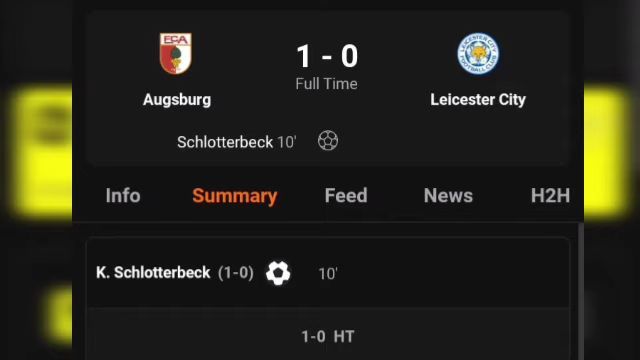 FCA
1 - 0
Full Time
Augsburg
Leicester City
Schlotterbeck 10'
Info Summary Feed News H2H
K. Schlotterbeck (1-0) 10'
1-0 HT